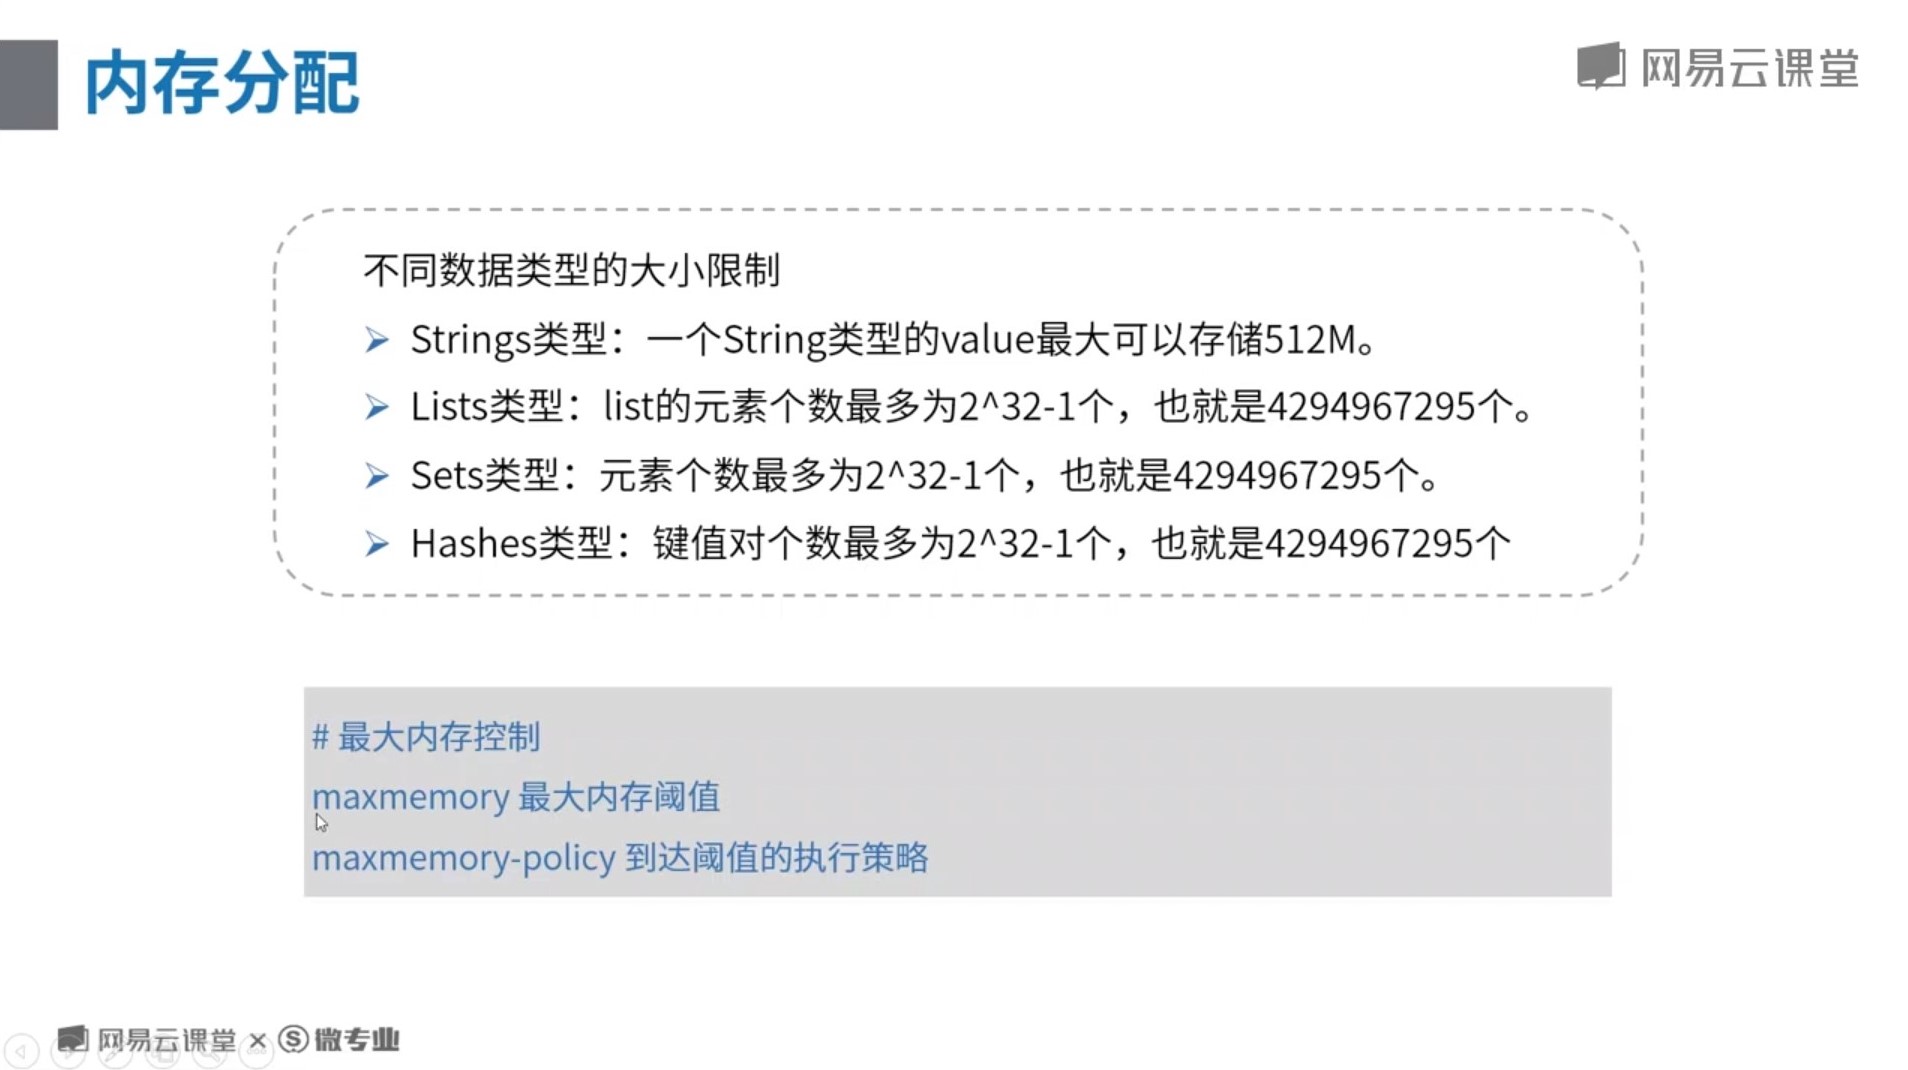 内存分配
网易云课堂
不同数据类型的大小限制
Strings类型：一个String类型的value最大可以存储512M。
Lists类型：list的元素个数最多为2^32-1个，也就是4294967295个。
Sets类型：元素个数最多为2^32-1个，也就是4294967295个。
Hashes类型：键值对个数最多为2^32-1个，也就是4294967295个
# 最大内存控制
maxmemory 最大内存阈值
maxmemory-policy 到达阈值的执行策略
网易云课堂 × 微专业